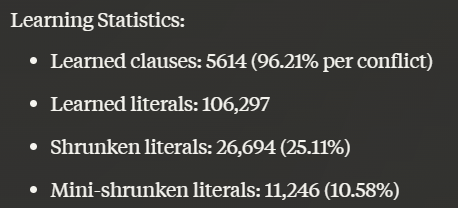 Learning Statistics:
• Learned clauses: 5614 (96.21% per conflict)
• Learned literals: 106,297
• Shrunken literals: 26,694 (25.11%)
• Mini-shrunken literals: 11,246 (10.58%)